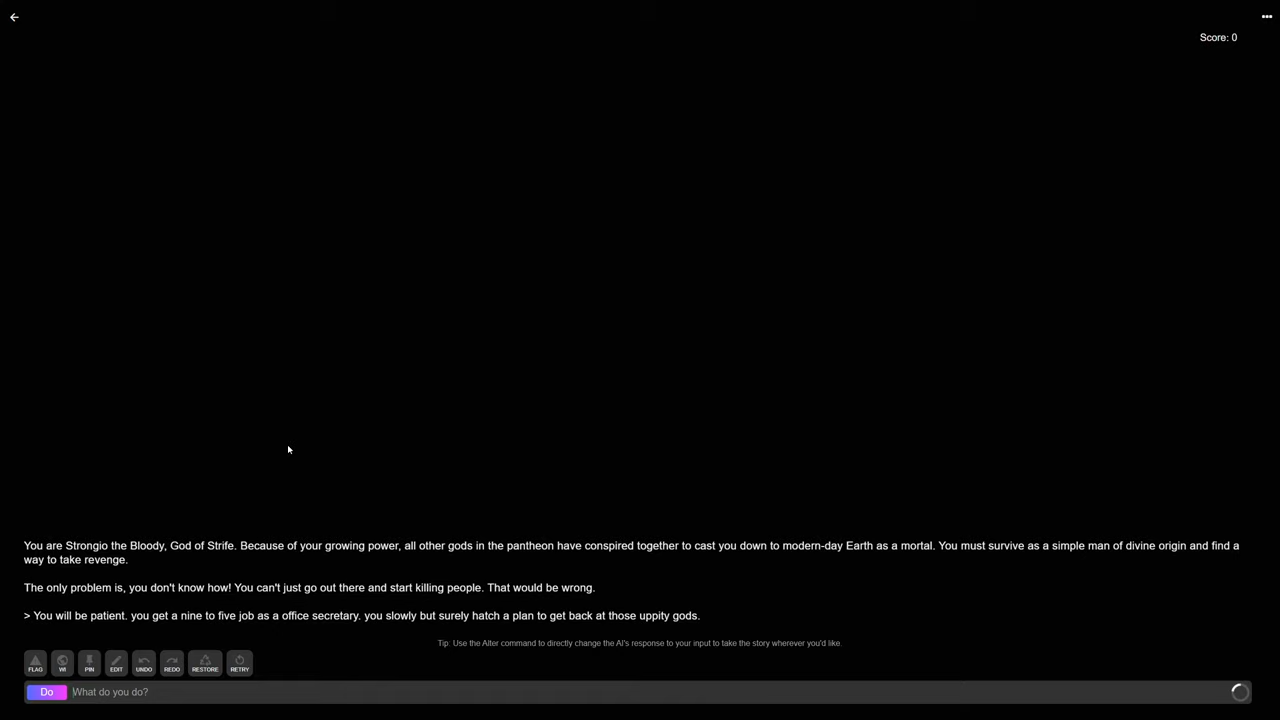 Score: 0
You are Strongio the Bloody, God of Strife. Because of your growing power, all other gods in the pantheon have conspired together to cast you down to modern-day Earth as a mortal. You must survive as a simple man of divine origin and find a
way to take revenge.
The only problem is, you don't know how! You can't just go out there and start killing people. That would be wrong.
> You will be patient. you get a nine to five job as a office secretary. you slowly but surely hatch a plan to get back at those uppity gods.
Tip: Use the Alter command to directly change the AI's response to your input to take the story wherever you'd like.
FLAG WI PIN EDIT UNDO REDO RESTORE RETRY
Do What do you do?